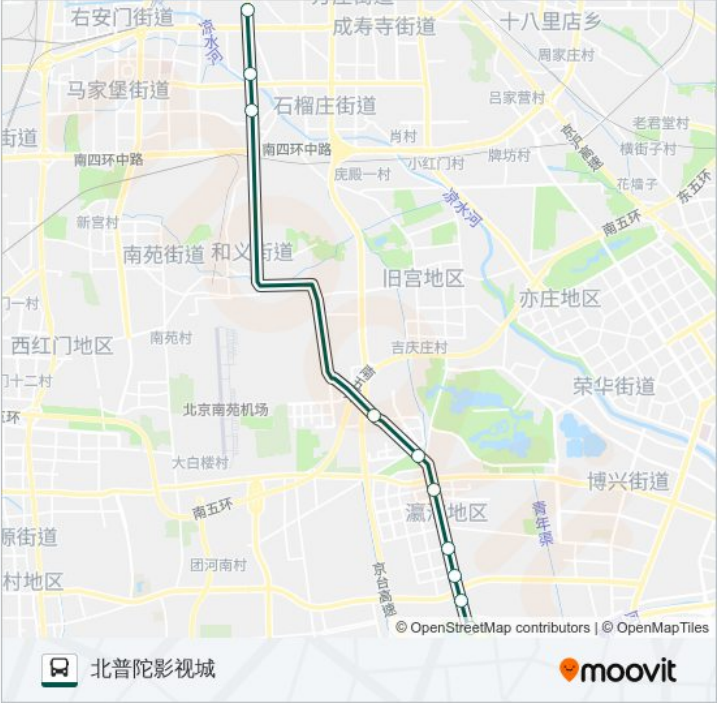 右安门街道
成寿寺街道
十八里店乡
凉水河
周家庄村
马家堡街道
石榴庄街道
吕家营村
京沪高速
老君堂村
街道
肖村
南四环中路
南四环中路
小红门村
牌坊村
横街子村
庑殿一村
花墙子
东五环
新宫村
凉水河
南五环
南苑街道
和义街道
旧宫地区
亦庄地区
门一村
南苑村
吉庆庄村
西红门地区
门十二村
荣华街道
环
北京南苑机场
大白楼村
博兴街道
南五环
地区
青年渠
源街道
团河南村
村地区
京台高速
© OpenStreetMap contributors | © OpenMapTiles
北普陀影视城
moovit